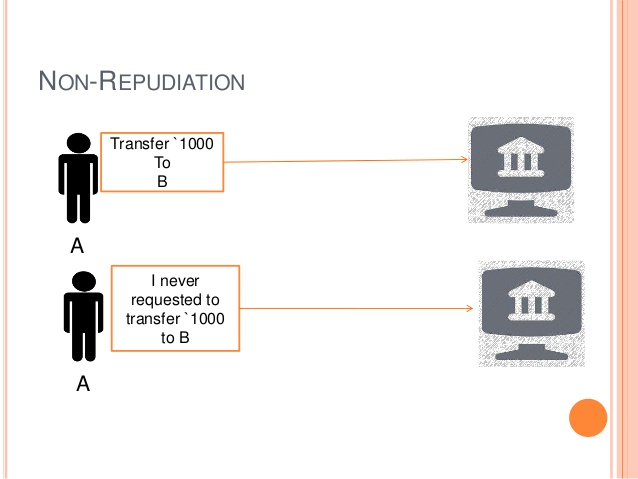 NON-REPUDIATION
Transfer `1000
To
B
A
I never
requested to
transfer `1000
to B
A